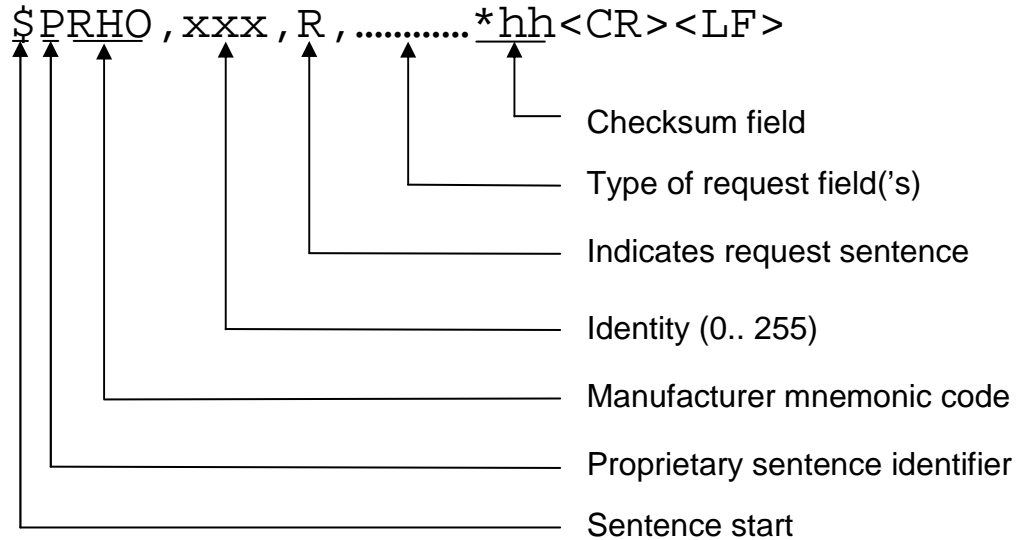 $PRHO,xxx,R,............*hh<CR><LF>
Checksum field
Type of request field('s)
Indicates request sentence
Identity (0.. 255)
Manufacturer mnemonic code
Proprietary sentence identifier
Sentence start